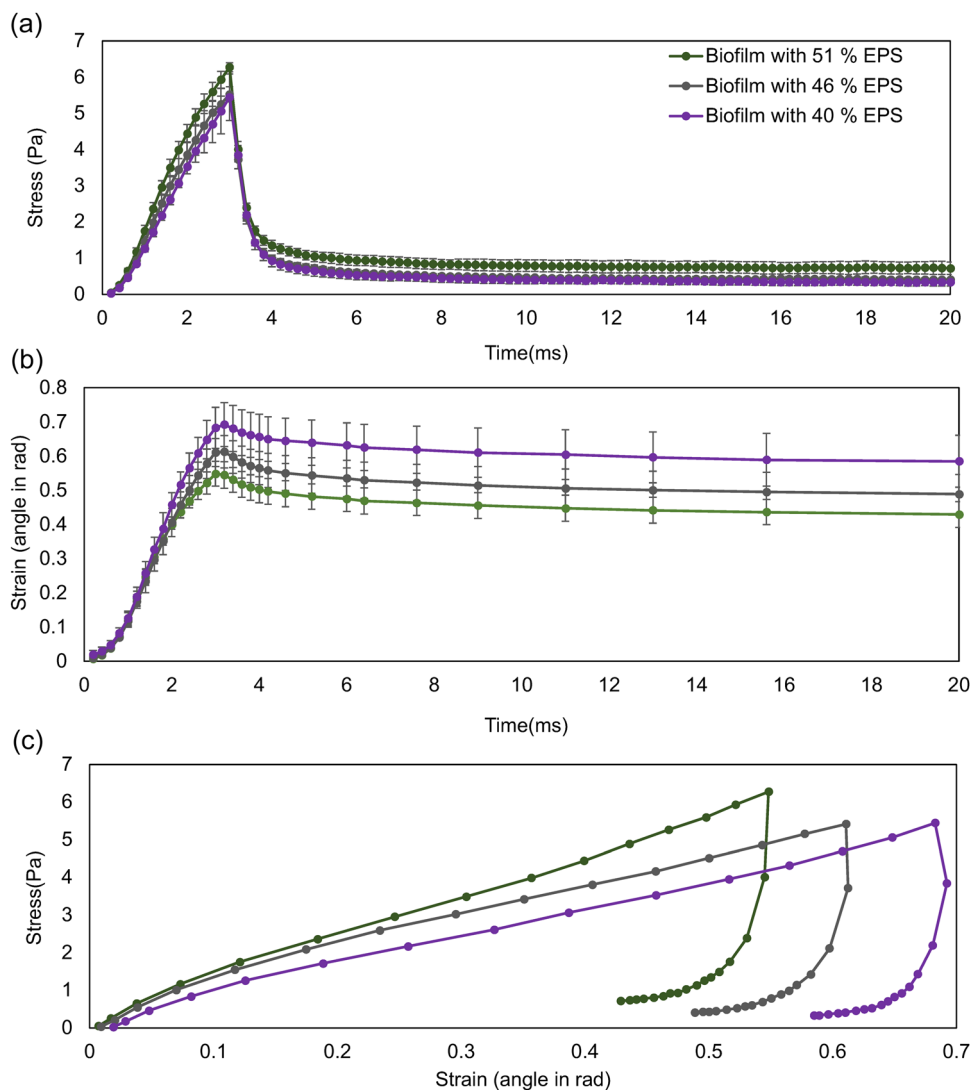 (a)
7
6
5
4
3
2
1
0
Stress (Pa)
Biofilm with 51 % EPS
Biofilm with 46 % EPS
Biofilm with 40 % EPS
0 2 4 6 8 10 12 14 16 18 20
Time(ms)
(b)
0.8
0.7
0.6
0.5
0.4
0.3
0.2
0.1
0
Strain (angle in rad)
0 2 4 6 8 10 12 14 16 18 20
Time(ms)
(c)
7
6
5
4
3
2
1
0
Stress(Pa)
0 0.1 0.2 0.3 0.4 0.5 0.6 0.7
Strain (angle in rad)